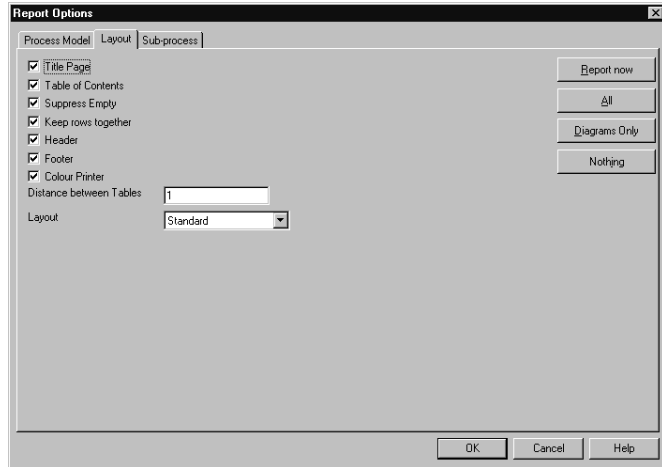 Report Options
Process Model Layout Sub-process
Title Page
Table of Contents
Suppress Empty
Keep rows together
Header
Footer
Colour Printer
Distance between Tables 1
Layout Standard
Report now
All
Diagrams Only
Nothing
OK Cancel Help